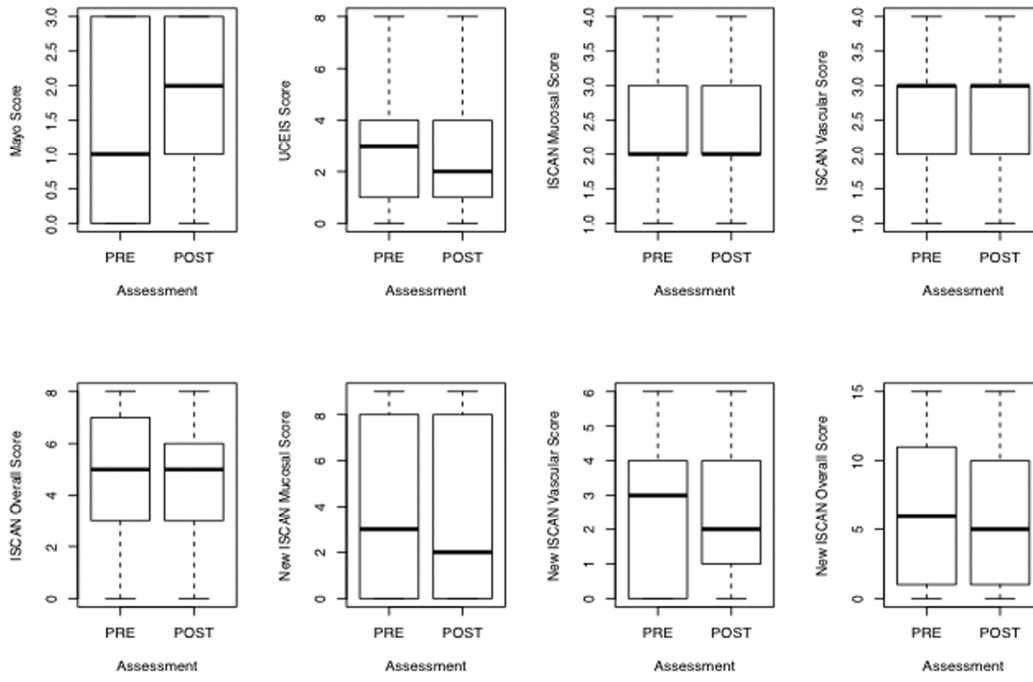 Mayo Score
0.0 0.5 1.0 1.5 2.0 2.5 3.0
PRE POST
Assessment
UCEIS Score
0 2 4 6 8
PRE POST
Assessment
ISCAN Mucosal Score
1.0 1.5 2.0 2.5 3.0 3.5 4.0
PRE POST
Assessment
ISCAN Vascular Score
1.0 1.5 2.0 2.5 3.0 3.5 4.0
PRE POST
Assessment
ISCAN Overall Score
0 2 4 6 8
PRE POST
Assessment
New ISCAN Mucosal Score
0 2 4 6 8
PRE POST
Assessment
New ISCAN Vascular Score
0 1 2 3 4 5 6
PRE POST
Assessment
New ISCAN Overall Score
0 5 10 15
PRE POST
Assessment